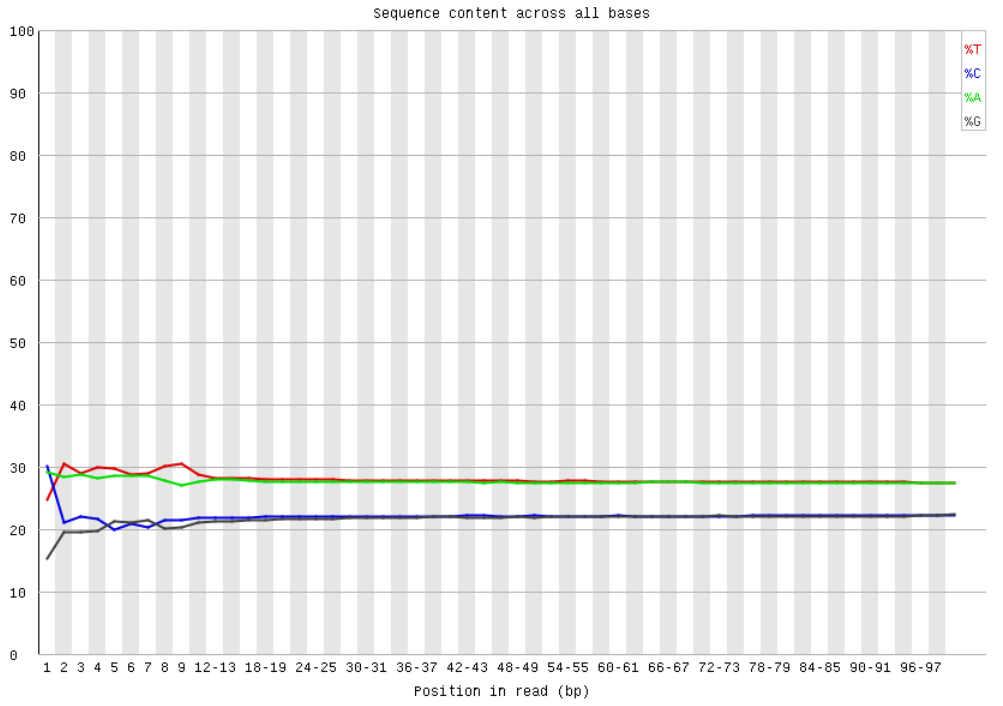 Sequence content across all bases
100
90
80
70
60
50
40
30
20
10
0
%T
%C
%A
%G
1 2 3 4 5 6 7 8 9 12-13 18-19 24-25 30-31 36-37 42-43 48-49 54-55 60-61 66-67 72-73 78-79 84-85 90-91 96-97
Position in read (bp)